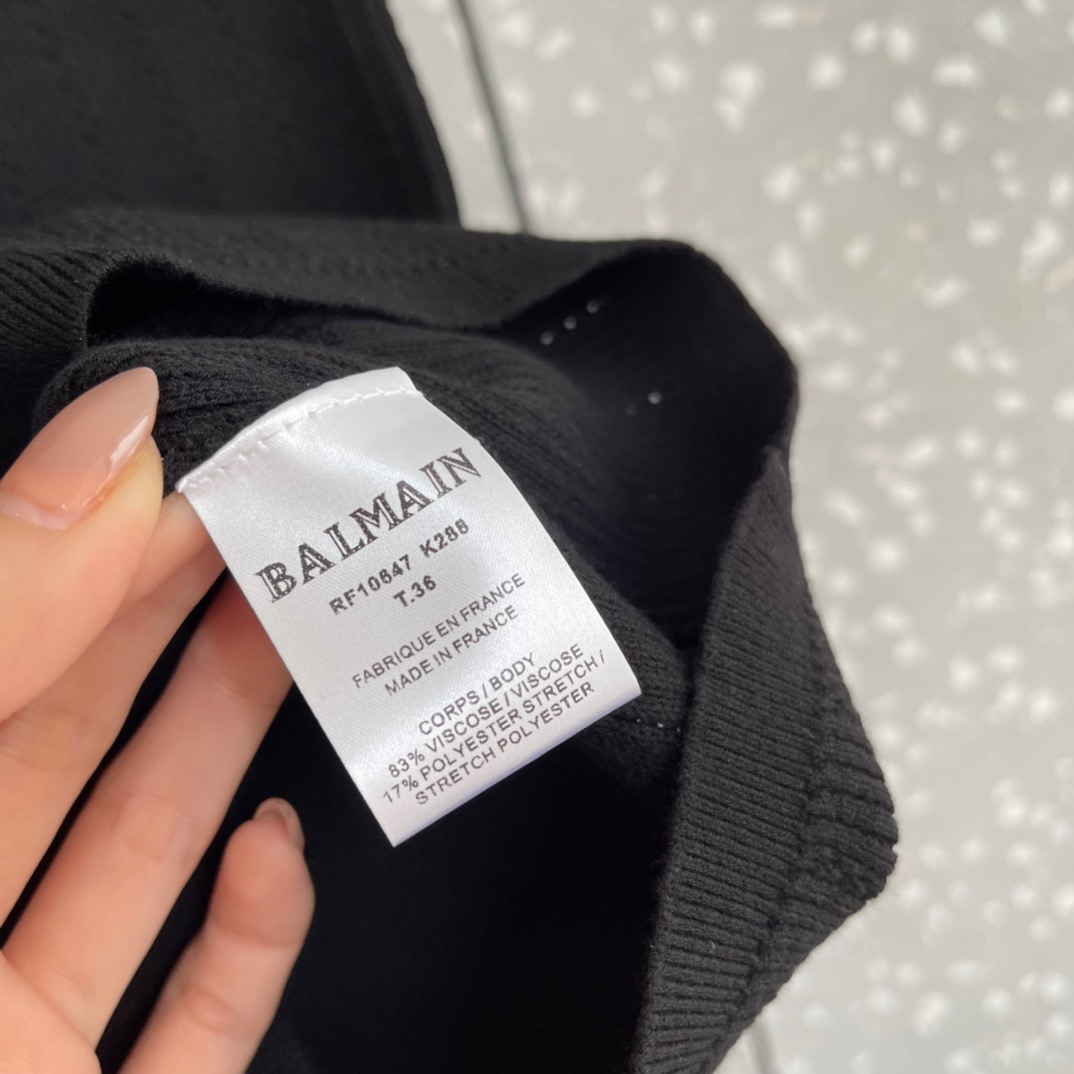 BALMAIN
RF10647 K288
T.36
FABRIQUE EN FRANCE
MADE IN FRANCE
CORPS / BODY
83% VISCOSE / VISCOSE
17% POLYESTER STRETCH /
STRETCH POLYESTER